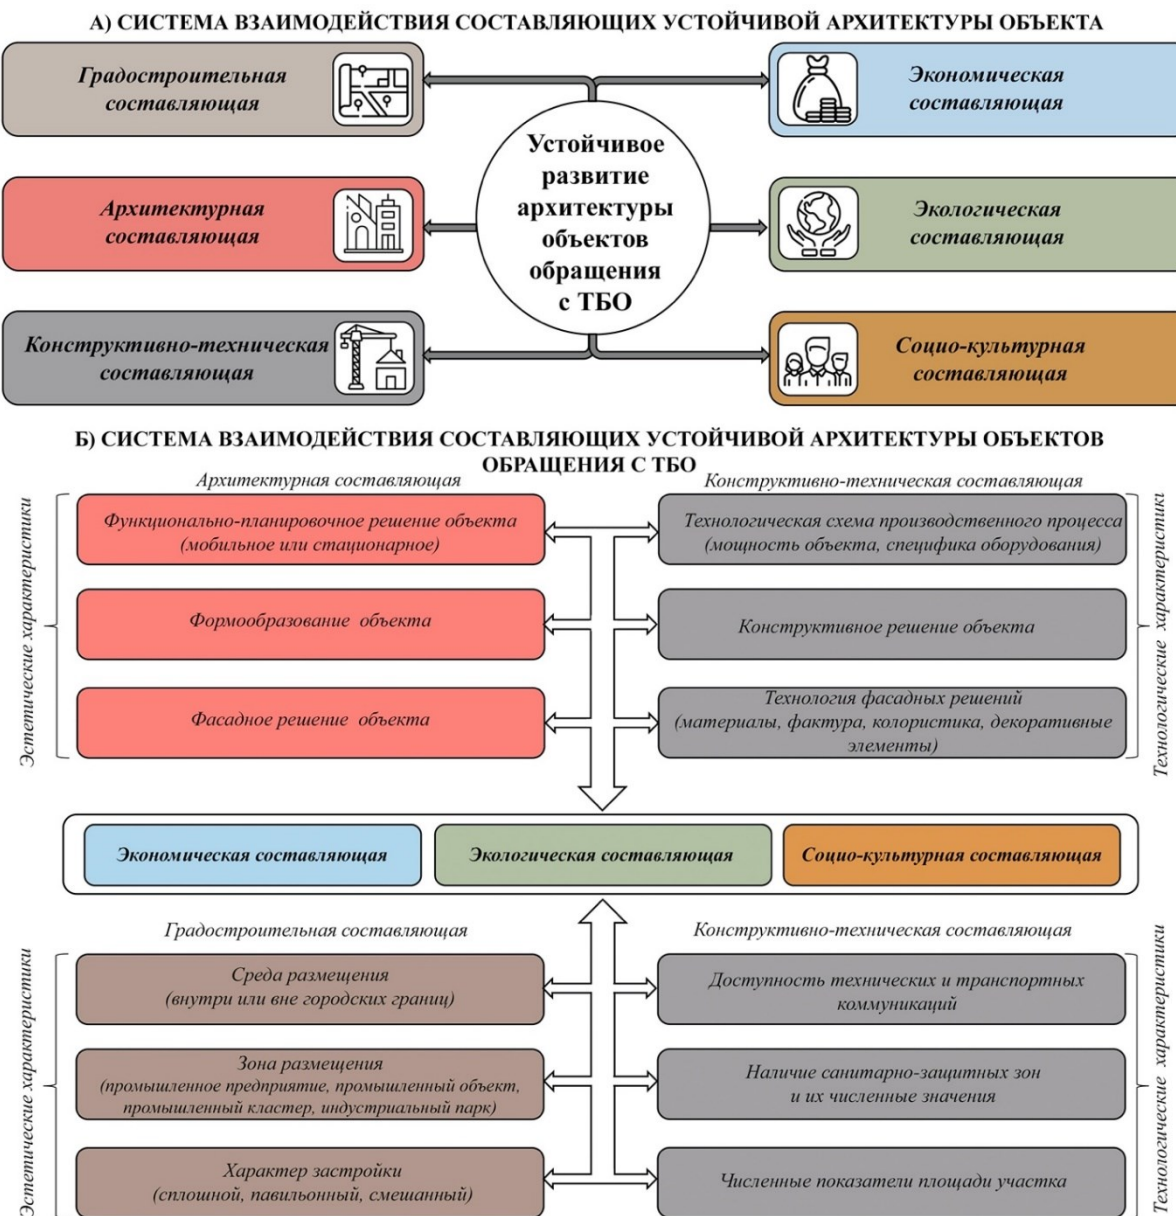 А) СИСТЕМА ВЗАИМОДЕЙСТВИЯ СОСТАВЛЯЮЩИХ УСТОЙЧИВОЙ АРХИТЕКТУРЫ ОБЪЕКТА
Градостроительная
составляющая
Экономическая
составляющая
Архитектурная
составляющая
Устойчивое
развитие
архитектуры
объектов
обращения
с ТБО
Экологическая
составляющая
Конструктивно-техническая
составляющая
Социо-культурная
составляющая
Б) СИСТЕМА ВЗАИМОДЕЙСТВИЯ СОСТАВЛЯЮЩИХ УСТОЙЧИВОЙ АРХИТЕКТУРЫ ОБЪЕКТОВ
ОБРАЩЕНИЯ С ТБО
Архитектурная составляющая
Конструктивно-техническая составляющая
Эстетические характеристики
Функционально-планировочное решение объекта
(мобильное или стационарное)
Формообразование объекта
Фасадное решение объекта
Технологическая схема производственного процесса
(мощность объекта, специфика оборудования)
Конструктивное решение объекта
Технология фасадных решений
(материалы, фактура, колористика, декоративные
элементы)
Технологические характеристики
Экономическая составляющая
Экологическая составляющая
Социо-культурная составляющая
Градостроительная составляющая
Конструктивно-техническая составляющая
Эстетические характеристики
Среда размещения
(внутри или вне городских границ)
Зона размещения
(промышленное предприятие, промышленный объект,
промышленный кластер, индустриальный парк)
Характер застройки
(сплошной, павильонный, смешанный)
Доступность технических и транспортных
коммуникаций
Наличие санитарно-защитных зон
и их численные значения
Численные показатели площади участка
Технологические характеристики